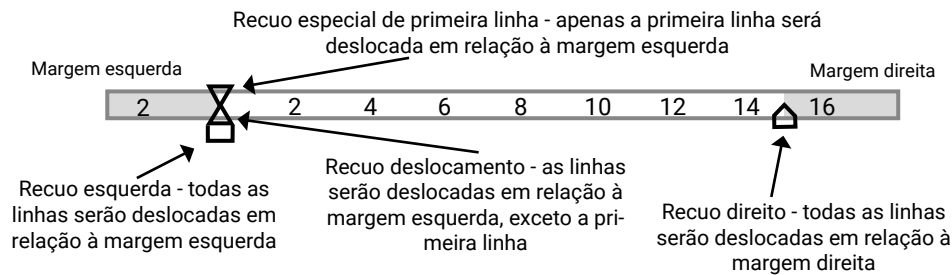 Recuo especial de primeira linha - apenas a primeira linha será
deslocada em relação à margem esquerda
Margem esquerda
Margem direita
2 2 4 6 8 10 12 14 16
Recuo esquerda - todas as
linhas serão deslocadas em
relação à margem esquerda
Recuo deslocamento - as linhas
serão deslocadas em relação à
margem esquerda, exceto a pri-
meira linha
Recuo direito - todas as linhas
serão deslocadas em relação à
margem direita